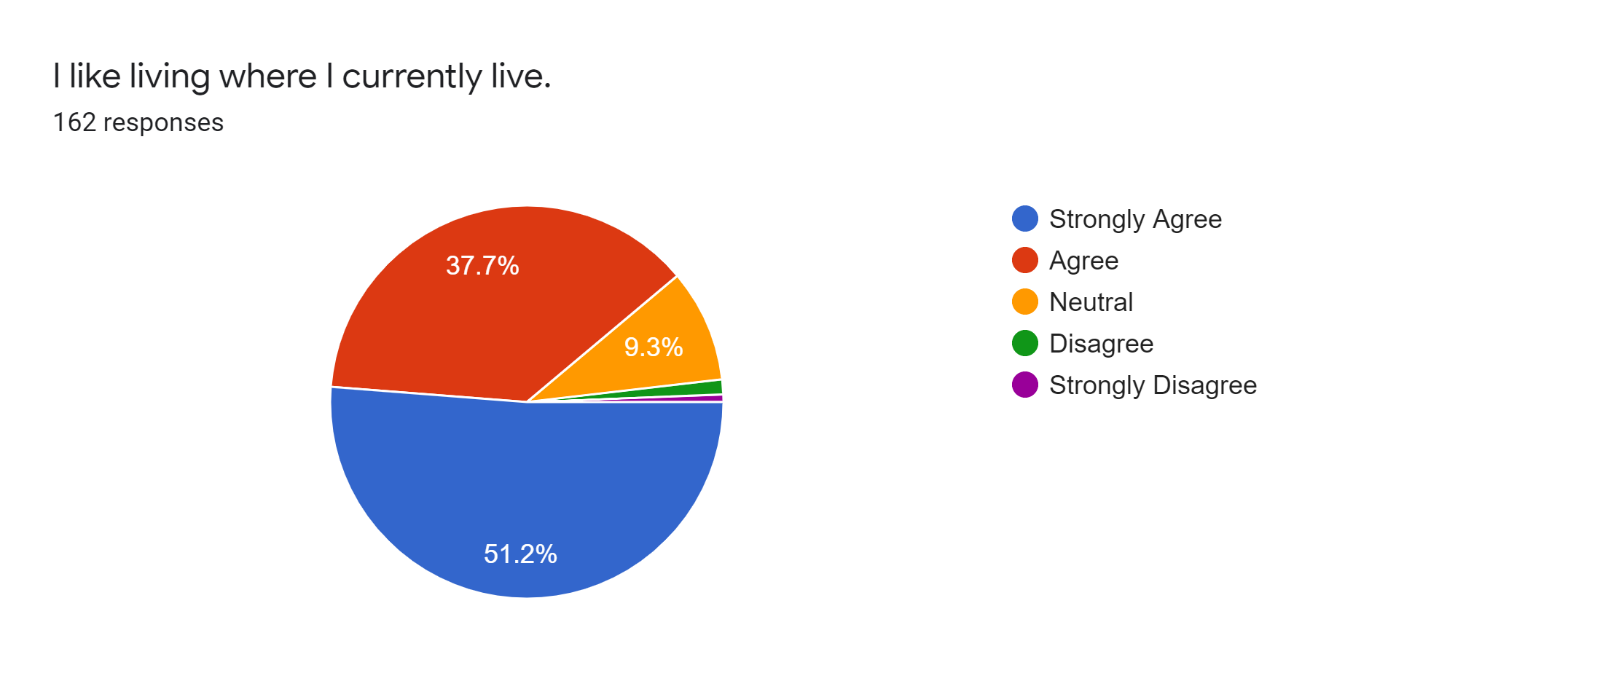 I like living where I currently live.
162 responses
37.7%
9.3%
51.2%
Strongly Agree
Agree
Neutral
Disagree
Strongly Disagree